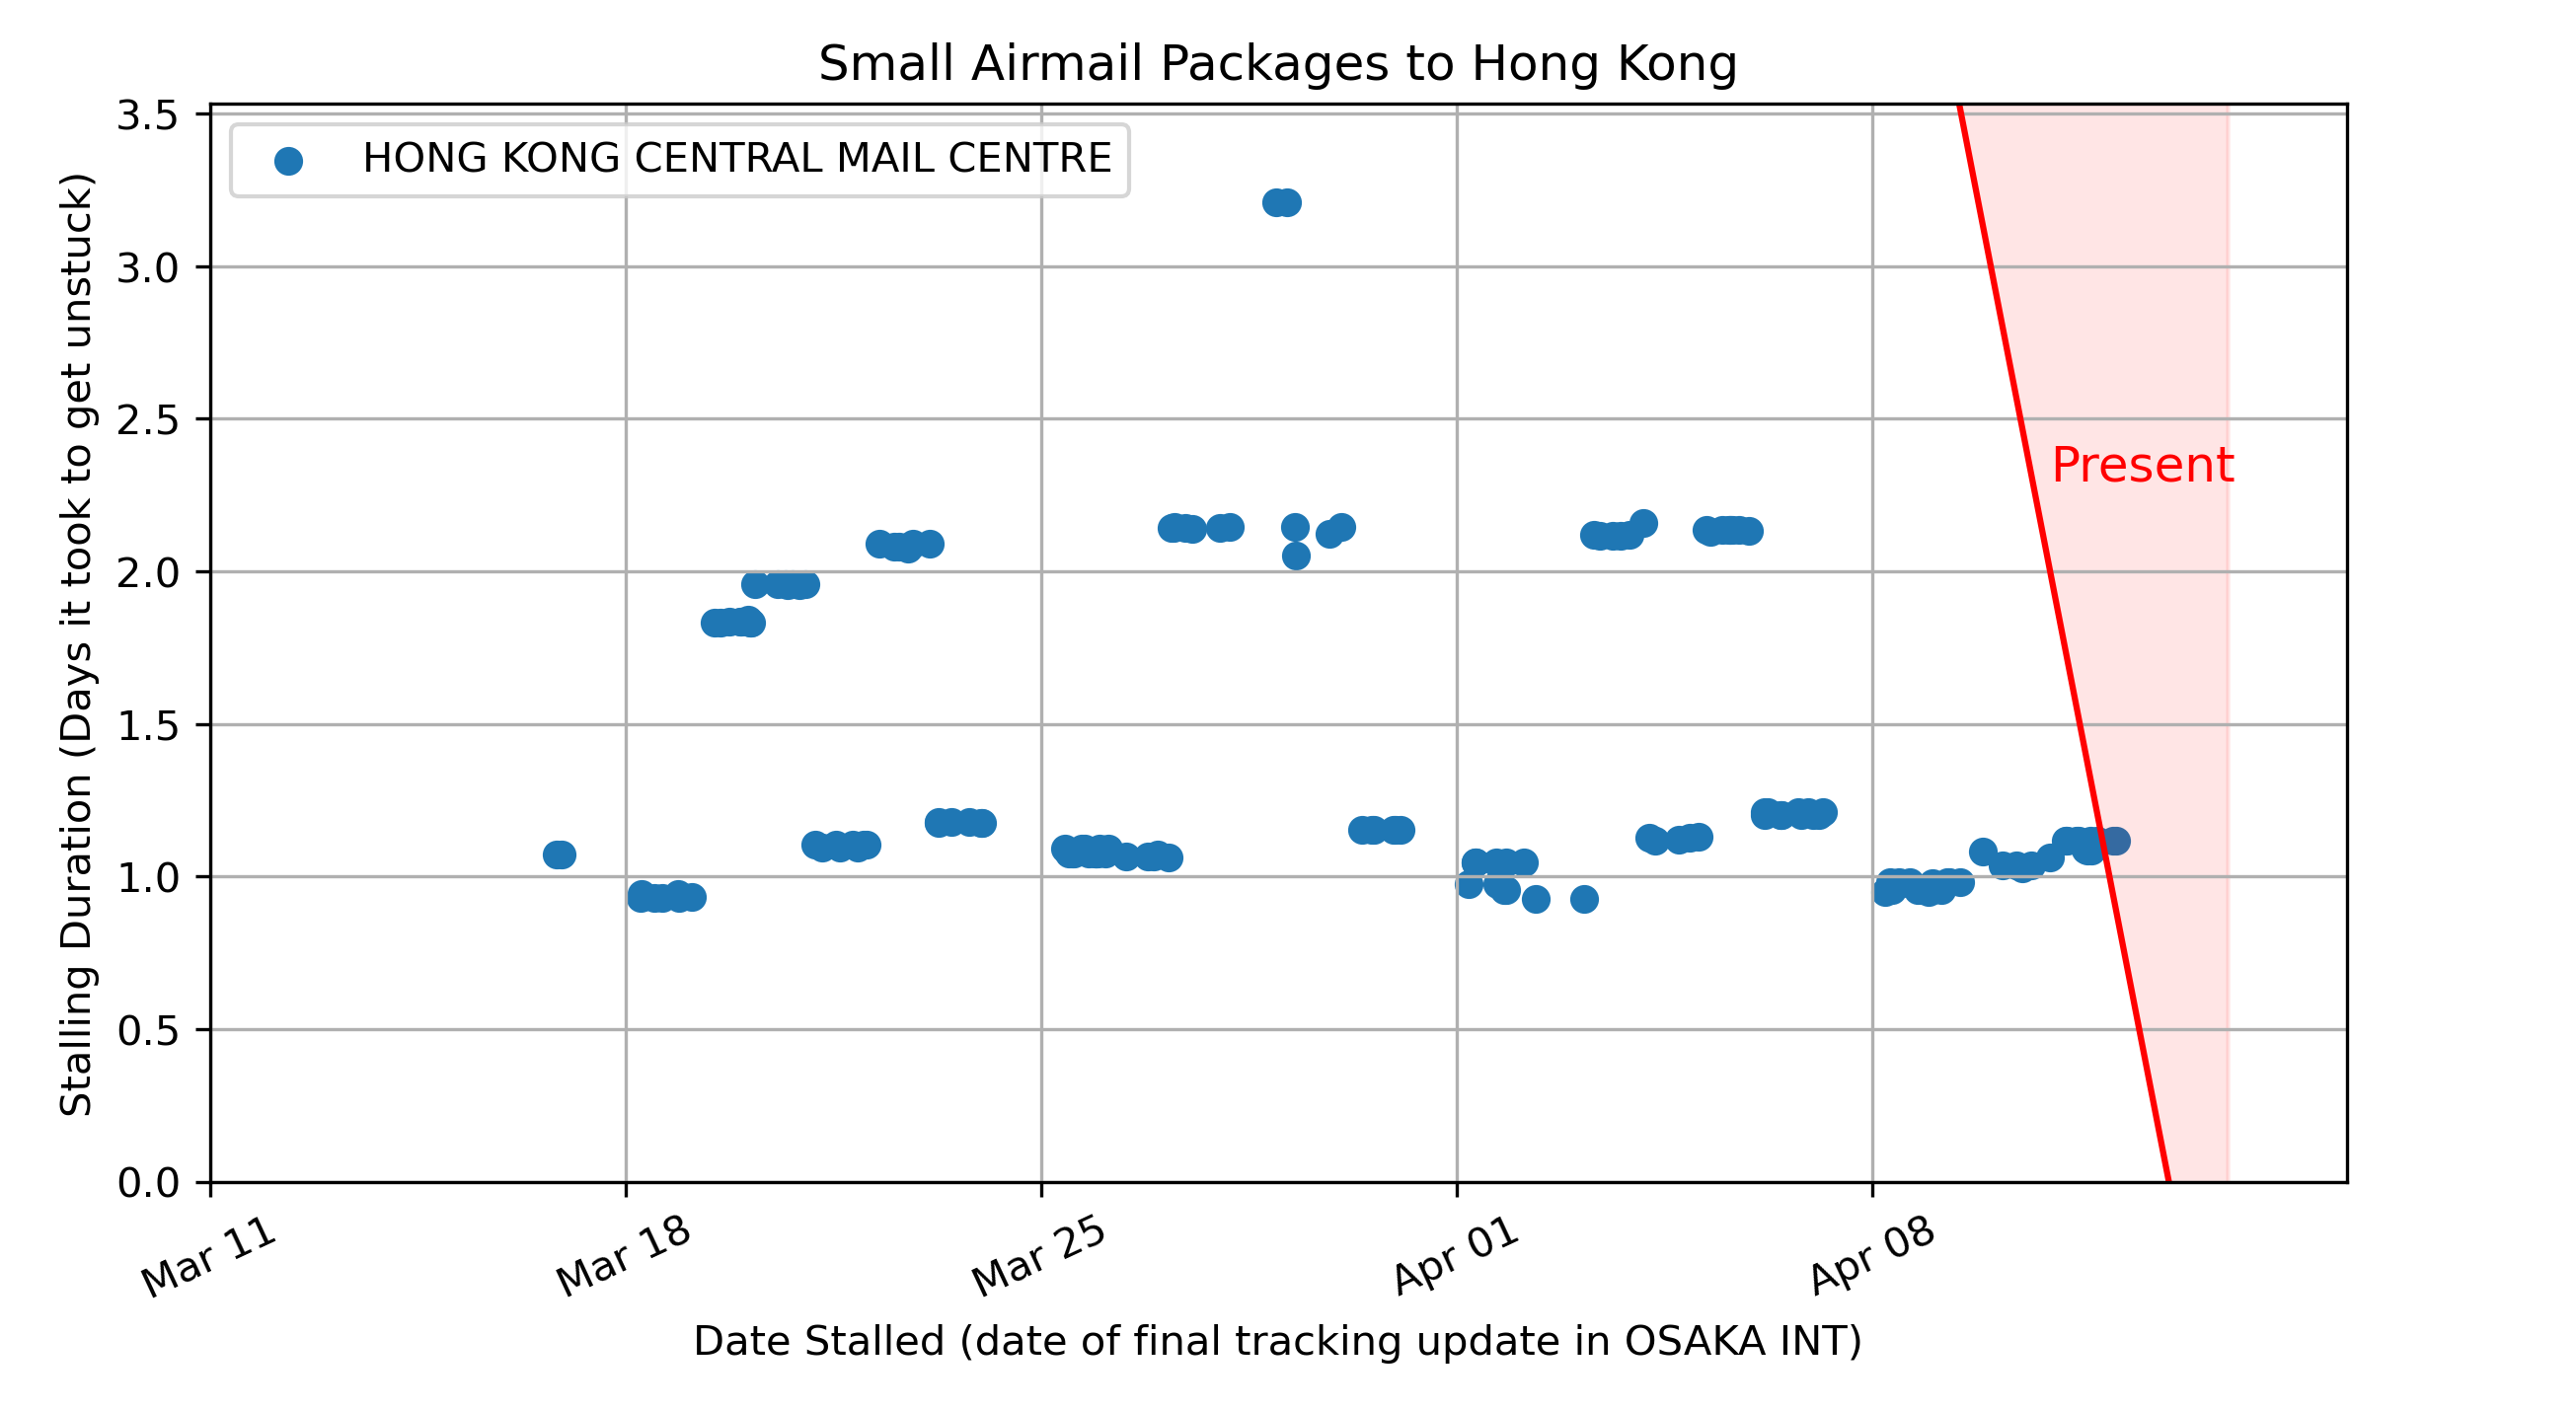 Small Airmail Packages to Hong Kong
HONG KONG CENTRAL MAIL CENTRE
Stalling Duration (Days it took to get unstuck)
3.5
3.0
2.5
2.0
1.5
1.0
0.5
0.0
Present
Mar 11
Mar 18
Mar 25
Apr 01
Apr 08
Date Stalled (date of final tracking update in OSAKA INT)